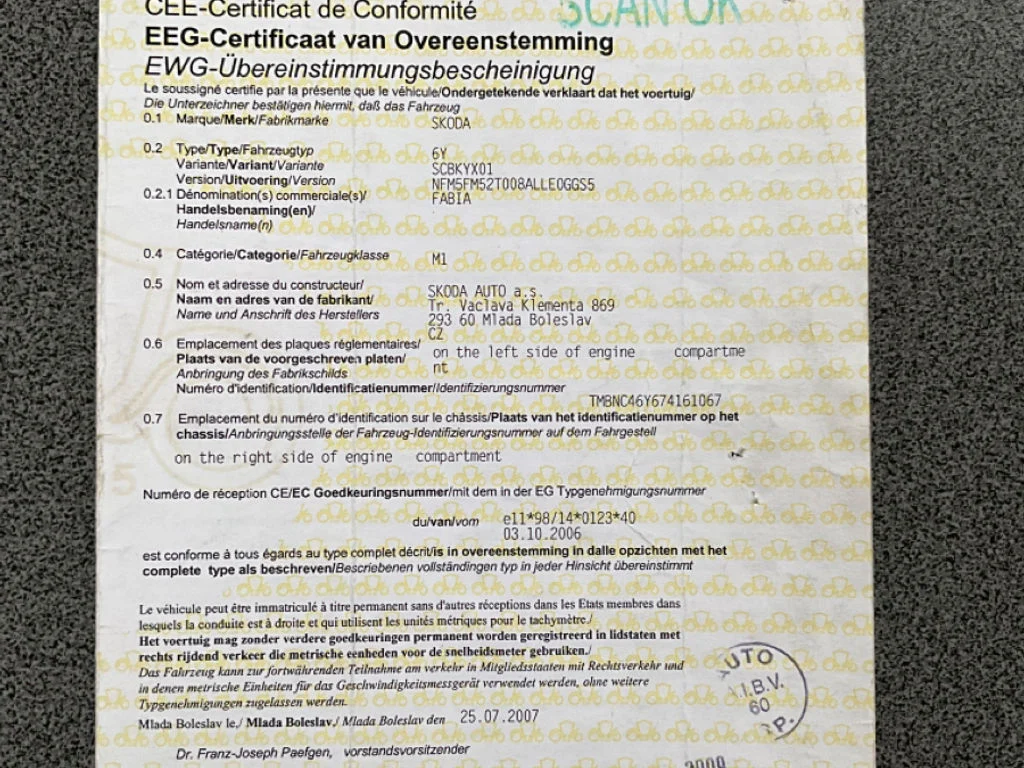 CEE-Certificat de Conformité
SCAN OK
EEG-Certificaat van Overeenstemming
EWG-Übereinstimmungsbescheinigung
Le soussigné certifie par la présente que le véhicule/Ondergetekende verklaart dat het voertuig/
Die Unterzeichner bestätigen hiermit, daß das Fahrzeug
0.1 Marque/Merk/Fabrikmarke SKODA
0.2 Type/Type/Fahrzeugtyp 6Y
Variante/Variant/Variante SCBKYX01
Version/Uitvoering/Version NFM5FM52T008ALLE0GGS5
0.2.1 Dénomination(s) commerciale(s)/ FABIA
Handelsbenaming(en)/
Handelsname(n)
0.4 Catégorie/Categorie/Fahrzeugklasse M1
0.5 Nom et adresse du constructeur/ SKODA AUTO a.s.
Naam en adres van de fabrikant/ Tr. Vaclava Klementa 869
Name und Anschrift des Herstellers 293 60 Mlada Boleslav
CZ
0.6 Emplacement des plaques réglementaires/ on the left side of engine compartme
Plaats van de voorgeschreven platen/ nt
Anbringung des Fabrikschilds
Numéro d'identification/Identificatienummer/Identifizierungsnummer
TMBNC46Y674161067
0.7 Emplacement du numéro d'identification sur le châssis/Plaats van het identificatienummer op het
chassis/Anbringungsstelle der Fahrzeug-Identifizierungsnummer auf dem Fahrgestell
on the right side of engine compartment
Numéro de réception CE/EC Goedkeuringsnummer/mit dem in der EG Typgenehmigungsnummer
du/van/vom e11*98/14*0123*40
03.10.2006
est conforme à tous égards au type complet décrit/is in overeenstemming in dalle opzichten met het
complete type als beschreven/Bescriebenen vollständingen typ in jeder Hinsicht übereinstimmt
Le véhicule peut être immatriculé à titre permanent sans d'autres réceptions dans les Etats membres dans
lesquels la conduite est à droite et qui utilisent les unités métriques pour le tachymètre./
Het voertuig mag zonder verdere goedkeuringen permanent worden geregistreerd in lidstaten met
rechts rijdend verkeer die metrische eenheden voor de snelheidsmeter gebruiken./
Das Fahrzeug kann zur fortwährenden Teilnahme am verkehr in Mitgliedsstaaten mit Rechtsverkehr und
in denen metrische Einheiten für das Geschwindigkeitsmessgerät verwendet werden, ohne weitere
Typgenehmigungen zugelassen werden.
Mlada Boleslav le,/ Mlada Boleslav,/ Mlada Boleslav den 25.07.2007
Dr. Franz-Joseph Paefgen, vorstandsvorsitzender
AUTO
I.B.V.
60
P.